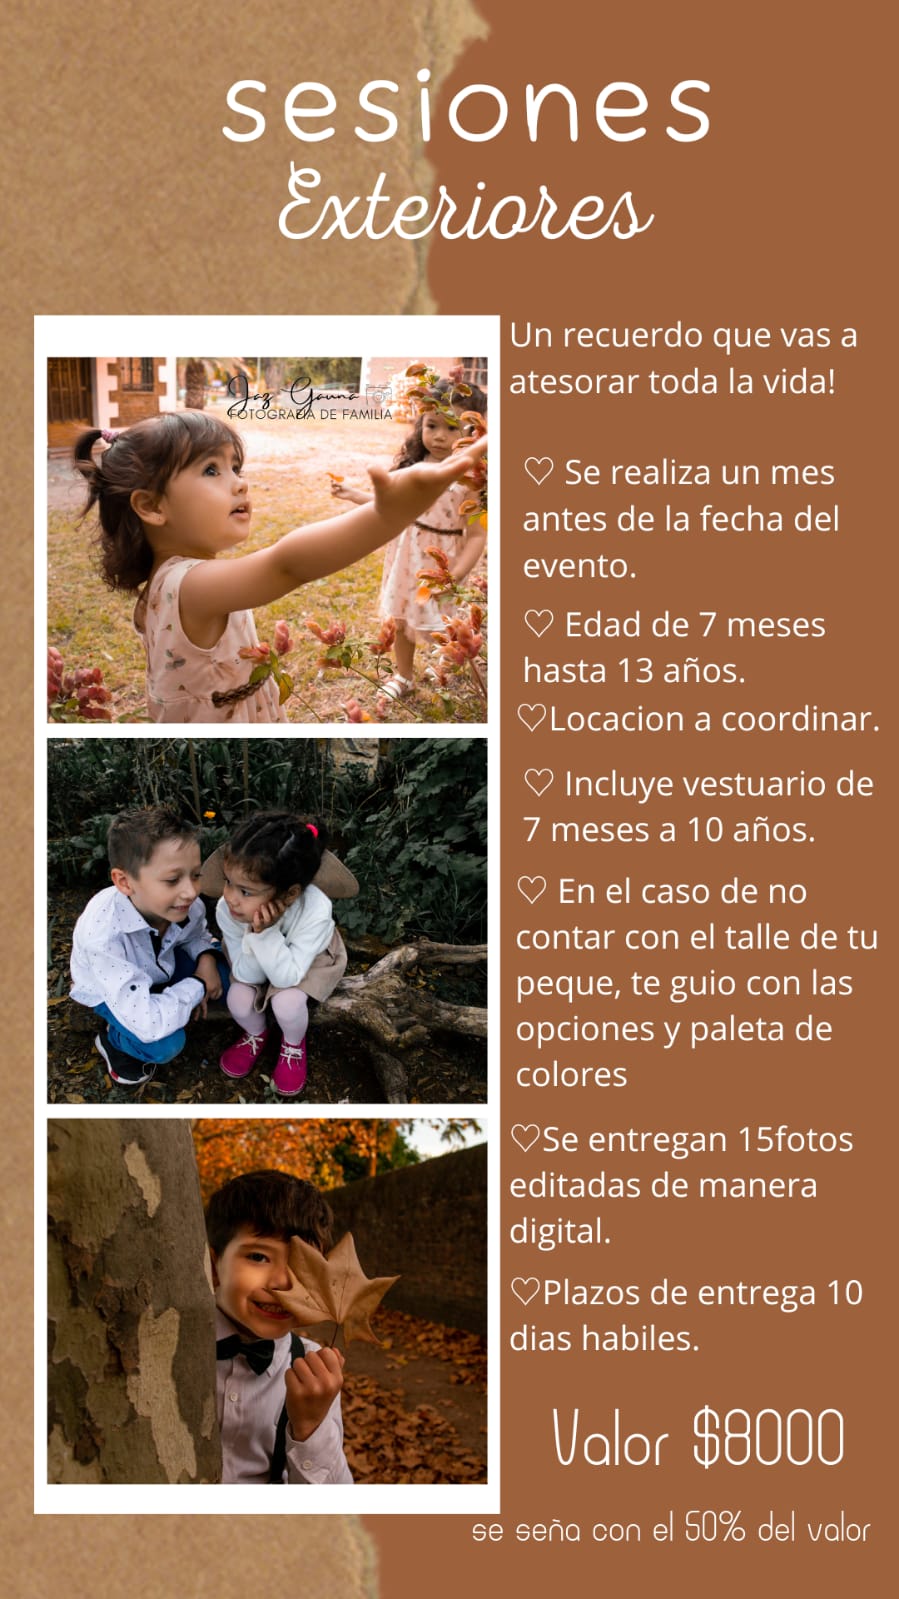 sesiones
Exteriores
Un recuerdo que vas a
atesorar toda la vida!
Jaz Gauna
FOTOGRAFÍA DE FAMILIA
♡ Se realiza un mes
antes de la fecha del
evento.
♡ Edad de 7 meses
hasta 13 años.
♡Locacion a coordinar.
♡ Incluye vestuario de
7 meses a 10 años.
♡ En el caso de no
contar con el talle de tu
peque, te guio con las
opciones y paleta de
colores
♡Se entregan 15fotos
editadas de manera
digital.
♡Plazos de entrega 10
dias habiles.
Valor $8000
se seña con el 50% del valor